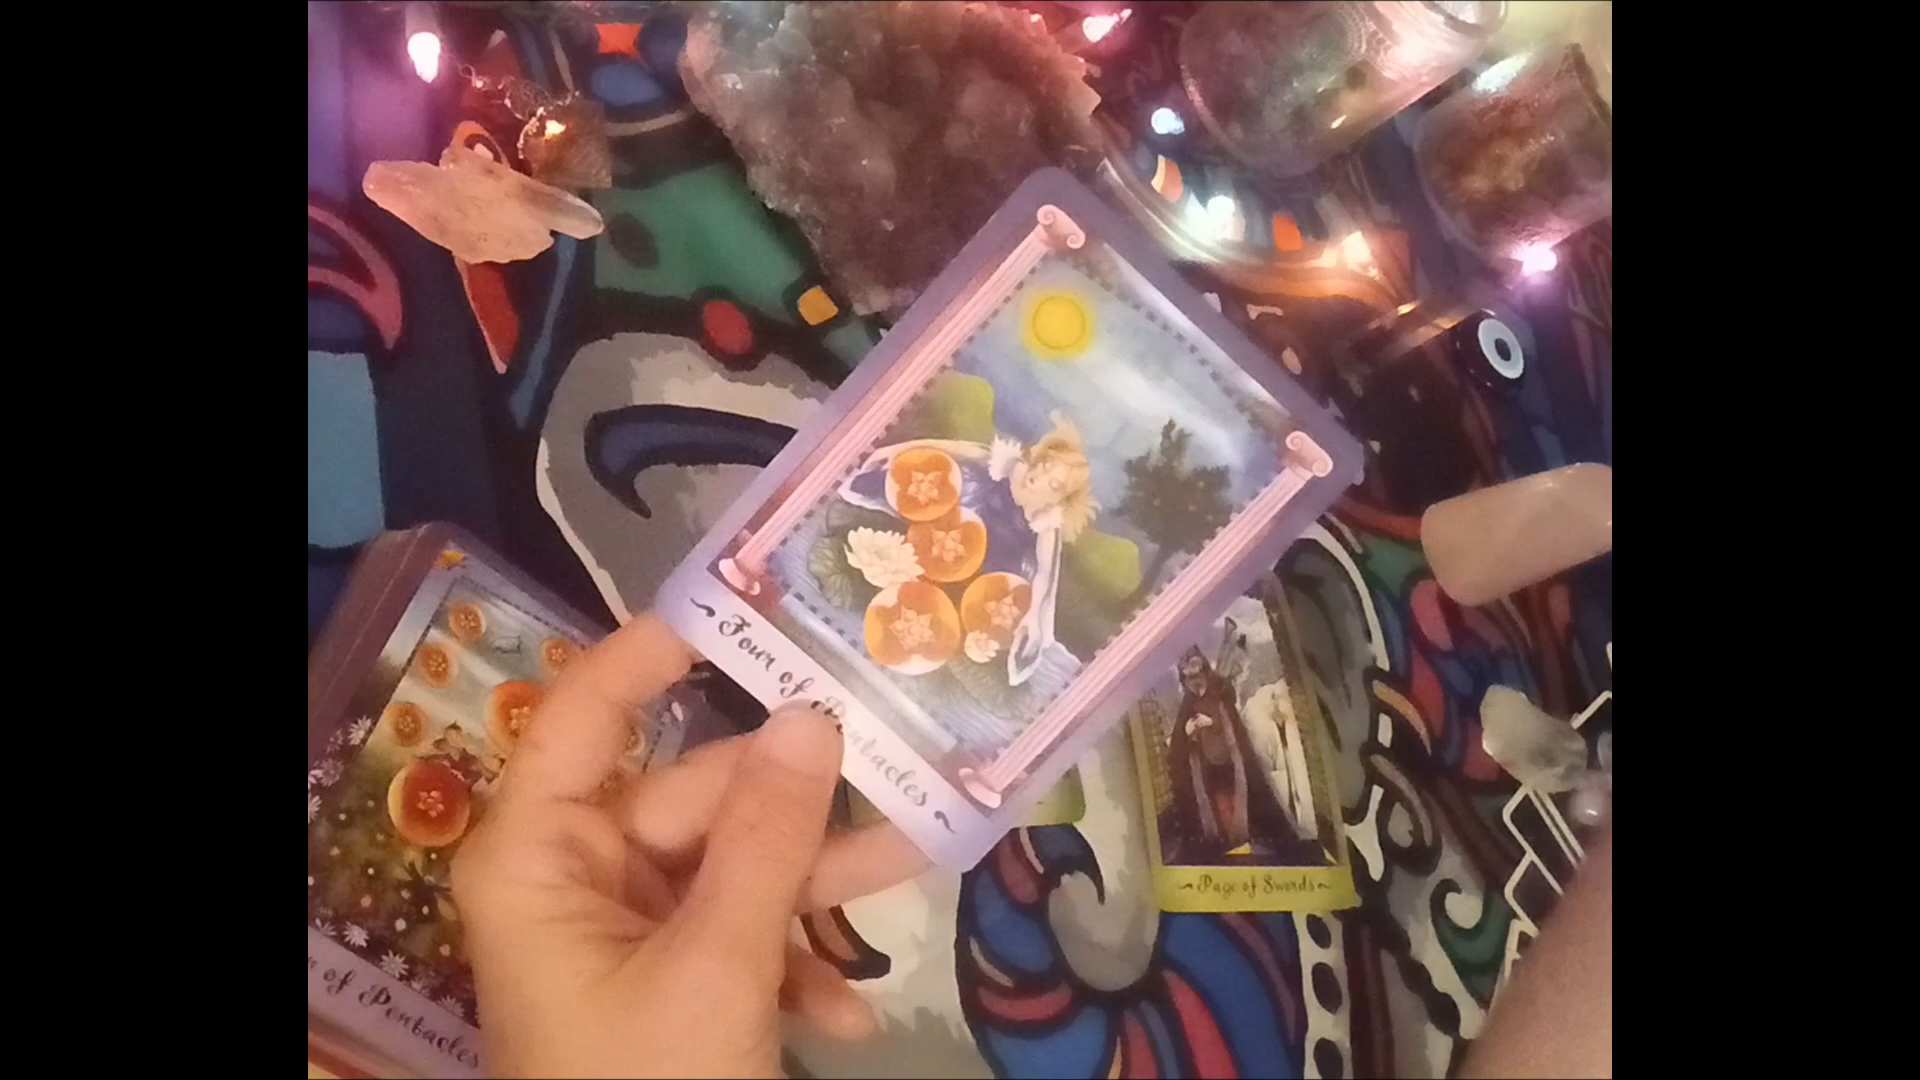 ~ Four of Pentacles ~
~ Page of Swords ~
of Pentacles